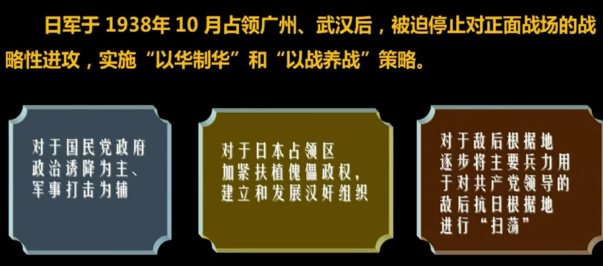 日军于 1938年 10 月占领广州、武汉后，被迫停止对正面战场的战
略性进攻，实施“以华制华”和“以战养战”策略。
对于国民党政府
政治诱降为主、
军事打击为辅
对于日本占领区
加紧扶植傀儡政权，
建立和发展汉奸组织
对于敌后根据地
逐步将主要兵力用
于对共产党领导的
敌后抗日根据地
进行“扫荡”